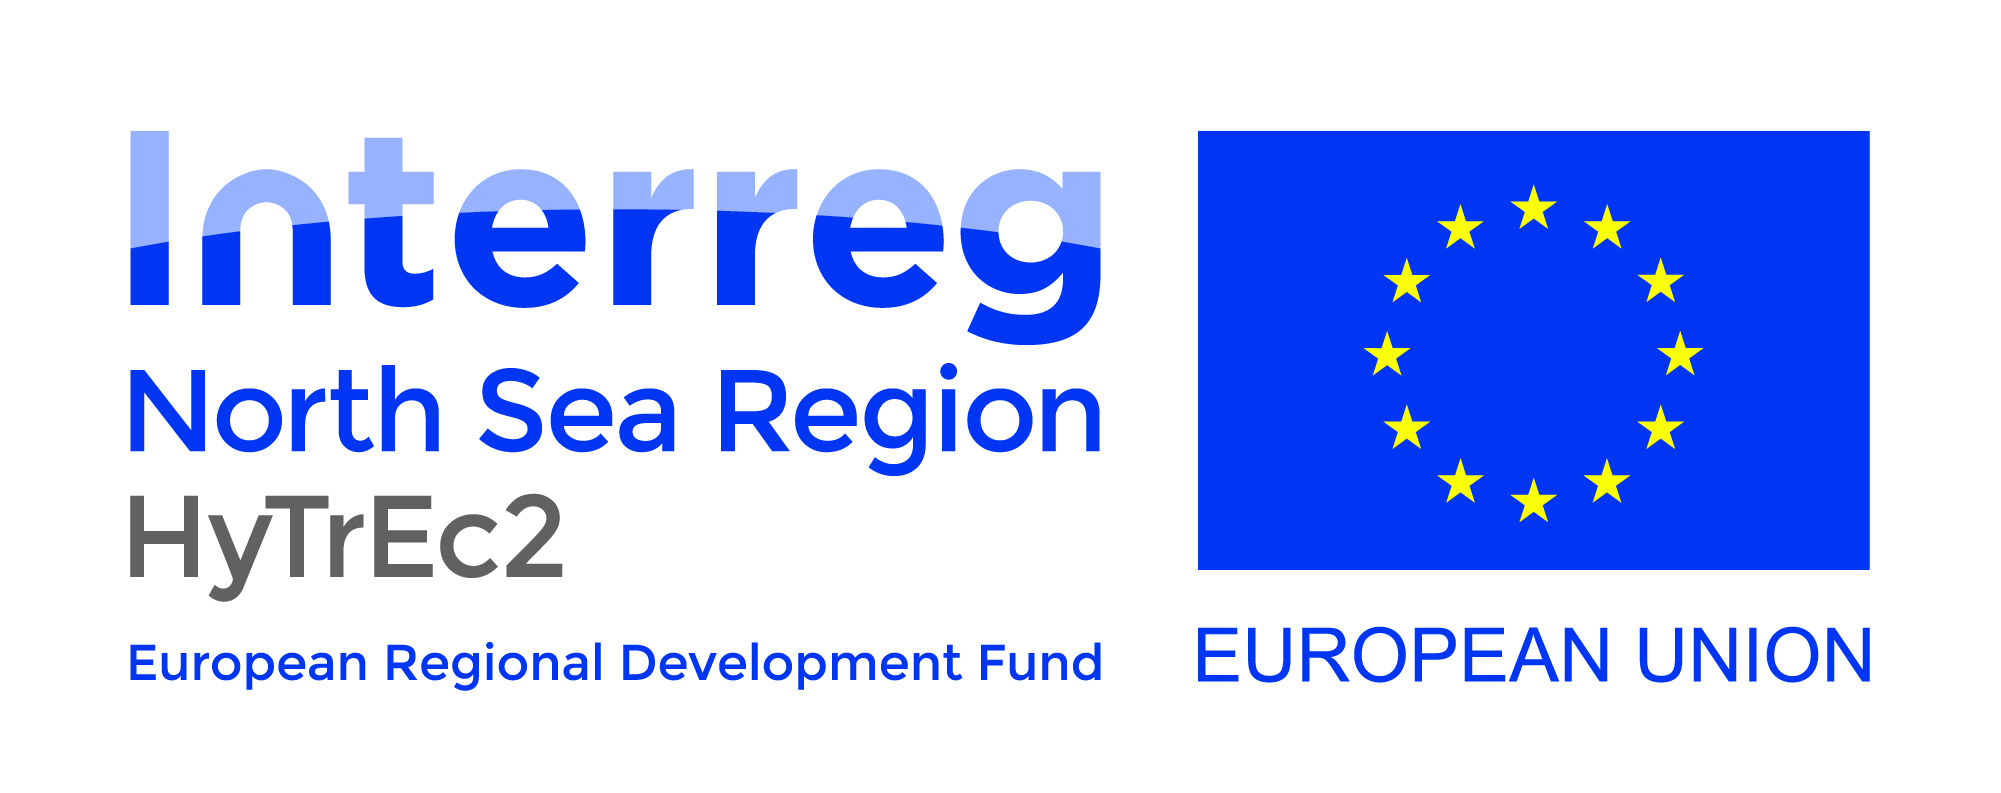 Interreg
North Sea Region
HyTrEc2
European Regional Development Fund
EUROPEAN UNION